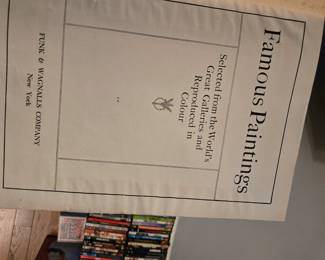 Famous Paintings
Selected from the World's
Great Galleries and
Reproduced in
Colour
FUNK & WAGNALLS COMPANY
New York